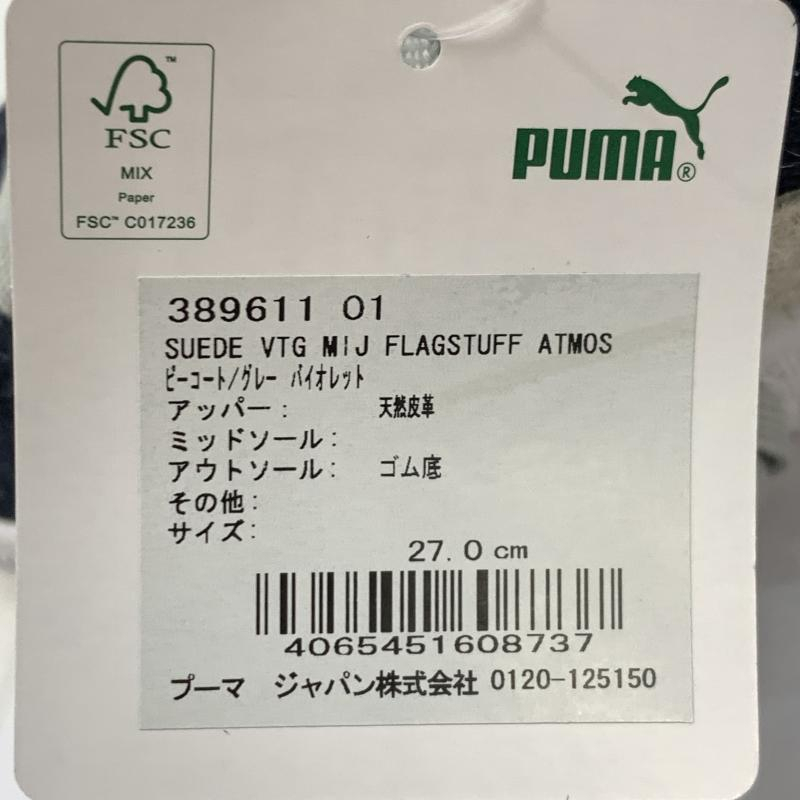 FSC™
MIX
Paper
FSC™ C017236
PUMA®
389611 01
SUEDE VTG MIJ FLAGSTUFF ATMOS
ピーコート/グレー バイオレット
アッパー: 天然皮革
ミッドソール:
アウトソール: ゴム底
その他:
サイズ:
27.0 cm
4065451608737
プーマ ジャパン株式会社 0120-125150